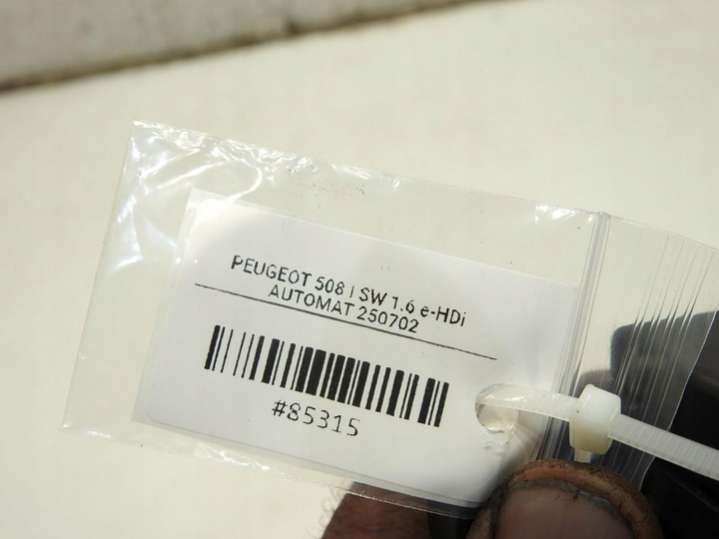 PEUGEOT 508 I SW 1.6 e-HDi
AUTOMAT 250702
#85315